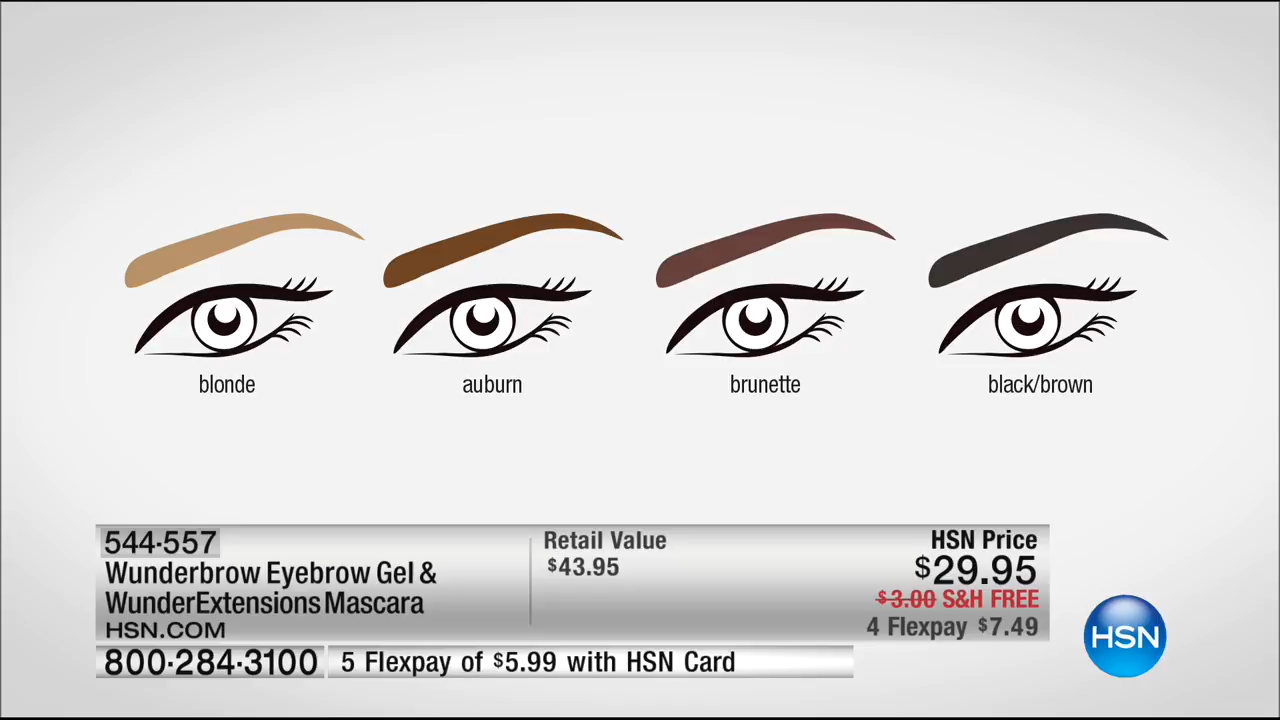 blonde
auburn
brunette
black/brown
544-557
Wunderbrow Eyebrow Gel &
WunderExtensions Mascara
HSN.COM
Retail Value
$43.95
HSN Price
$29.95
$3.00 S&H FREE
4 Flexpay $7.49
800·284·3100
5 Flexpay of $5.99 with HSN Card
HSN